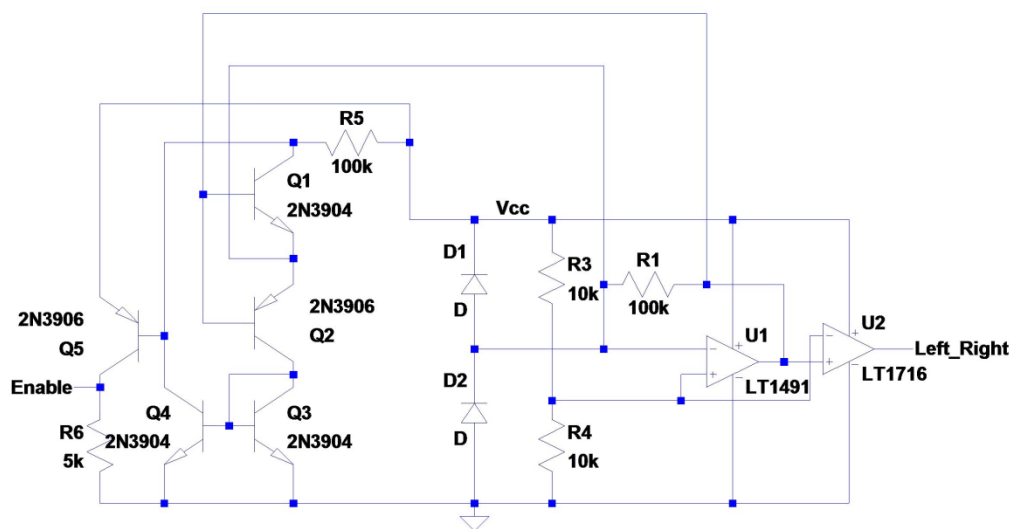 R5
100k
Q1
2N3904
Vcc
D1
D
R3
10k
R1
100k
2N3906
Q5
2N3906
Q2
U1
LT1491
U2
LT1716
Left_Right
+
-
-
+
+
-
-
+
Enable
R6
5k
Q4
2N3904
Q3
2N3904
D2
D
R4
10k